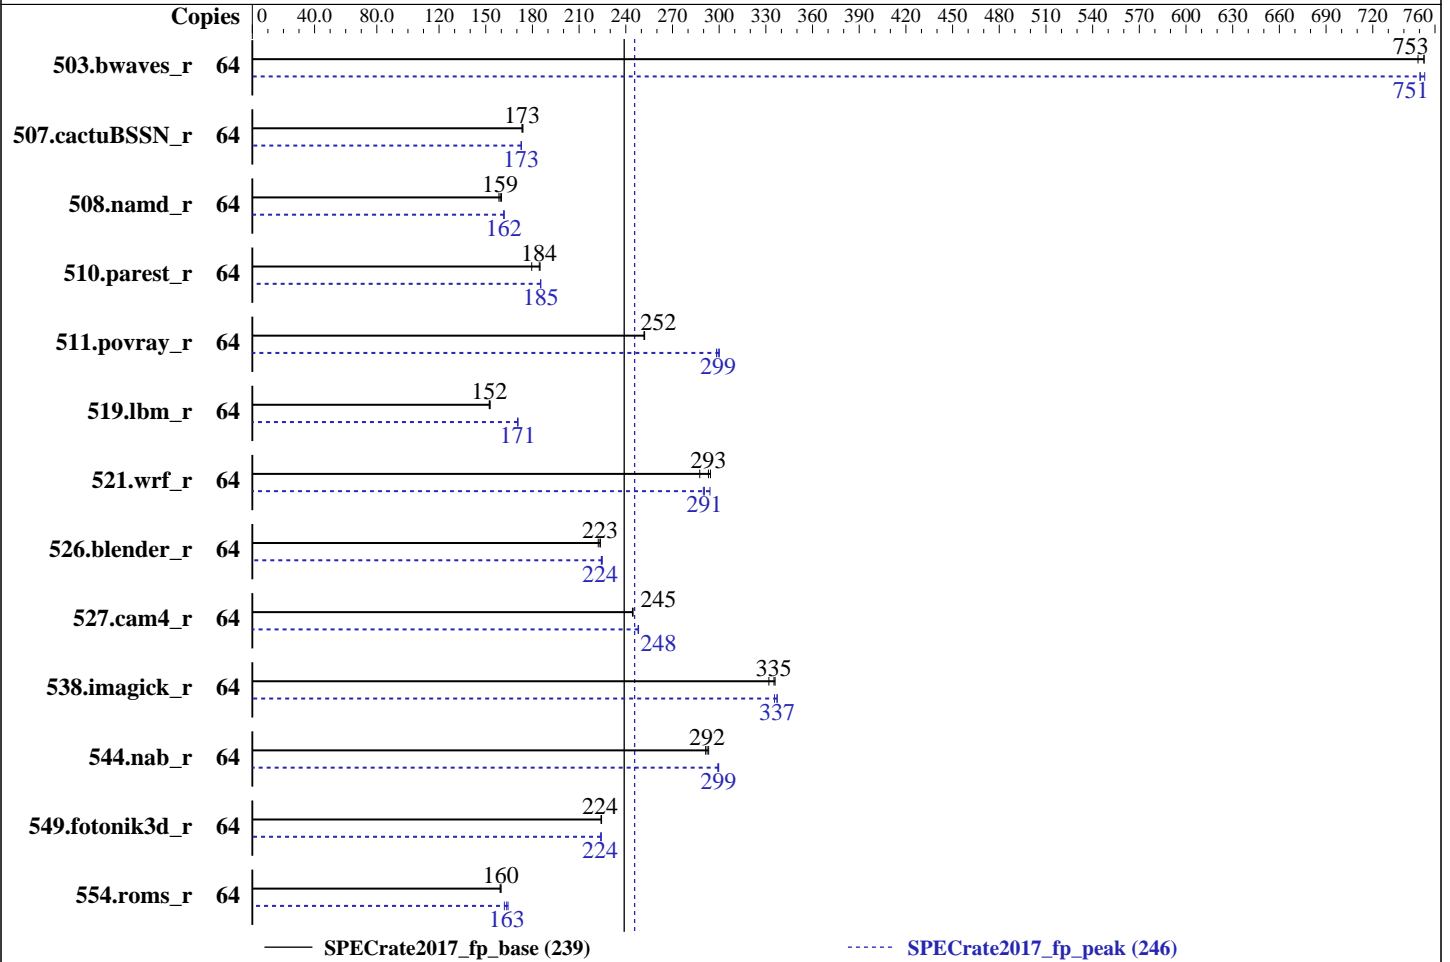 Copies 0 40.0 80.0 120 150 180 210 240 270 300 330 360 390 420 450 480 510 540 570 600 630 660 690 720 760
753
503.bwaves_r 64
751
173
507.cactuBSSN_r 64
173
159
508.namd_r 64
162
184
510.parest_r 64
185
252
511.povray_r 64
299
152
519.lbm_r 64
171
293
521.wrf_r 64
291
223
526.blender_r 64
224
245
527.cam4_r 64
248
335
538.imagick_r 64
337
292
544.nab_r 64
299
224
549.fotonik3d_r 64
224
160
554.roms_r 64
163
SPECrate2017_fp_base (239) SPECrate2017_fp_peak (246)